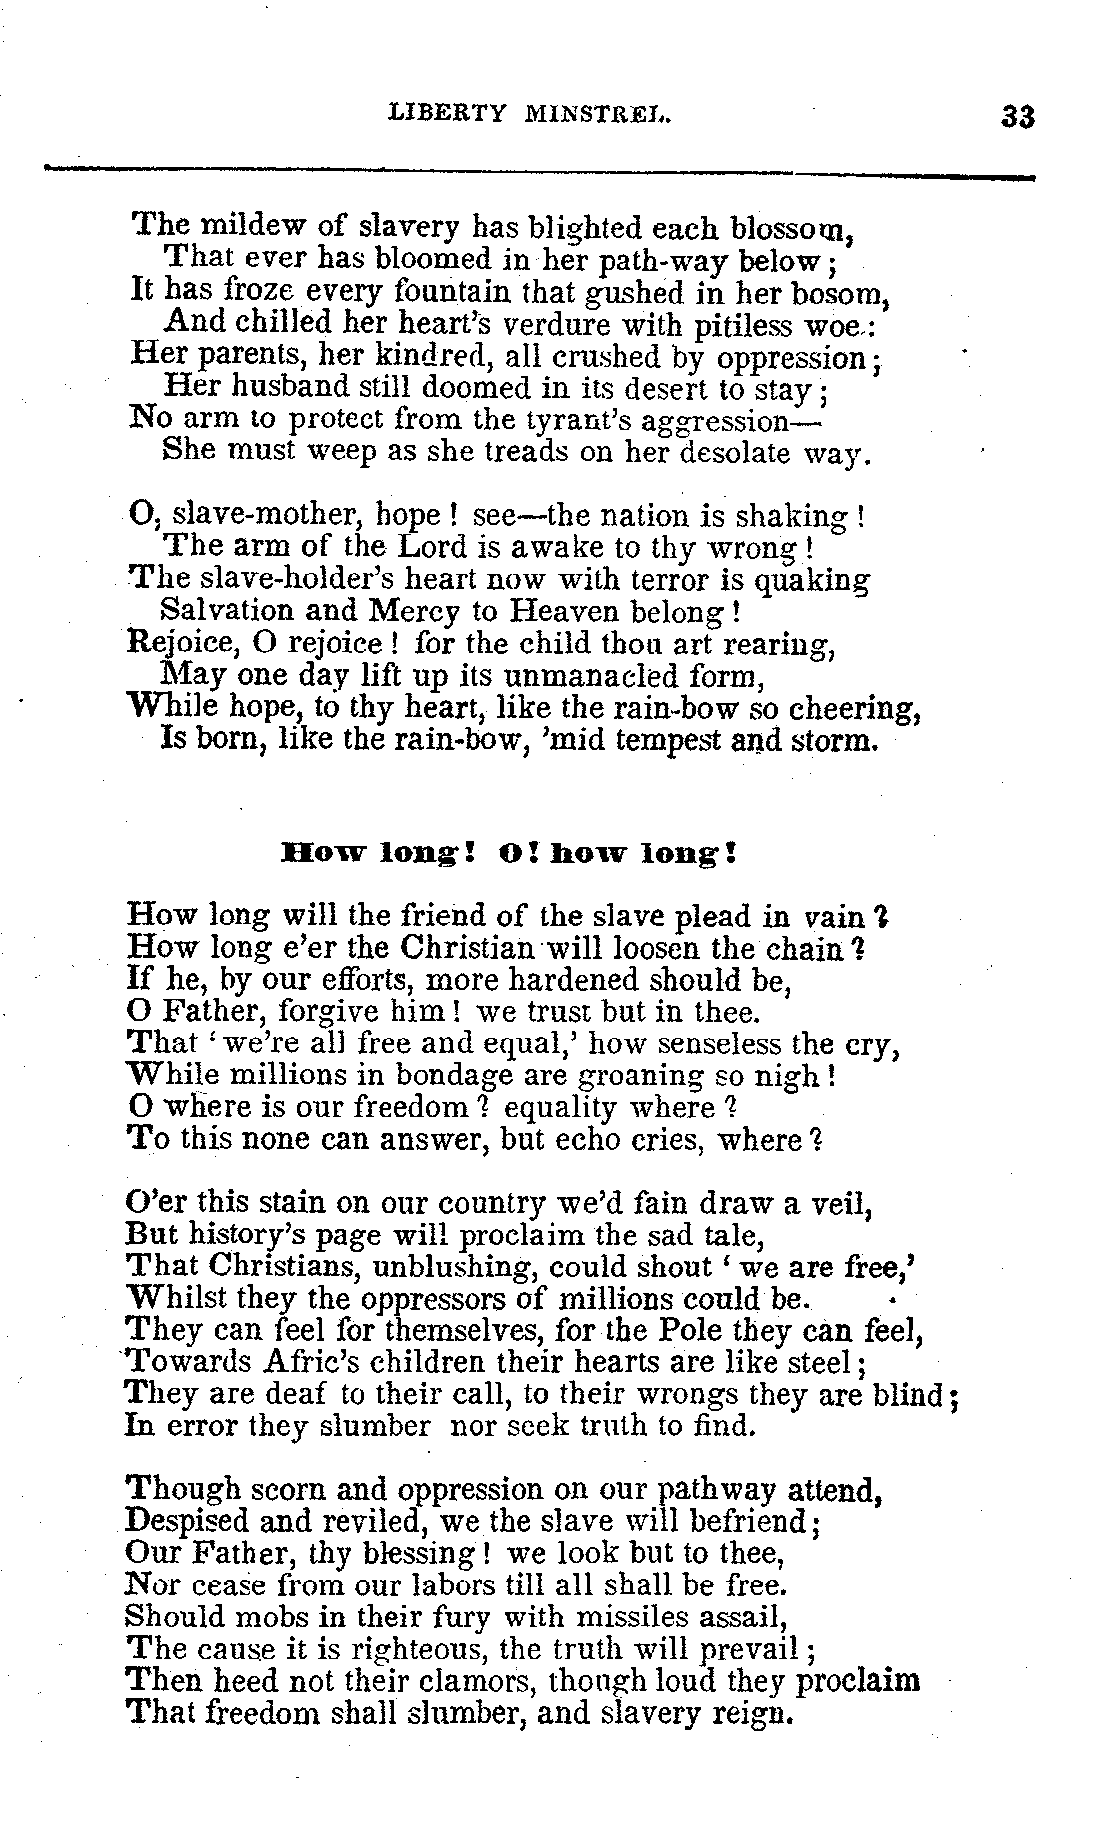 LIBERTY MINSTREL.
33
The mildew of slavery has blighted each blossom,
That ever has bloomed in her path-way below;
It has froze every fountain that gushed in her bosom,
And chilled her heart's verdure with pitiless woe:
Her parents, her kindred, all crushed by oppression;
Her husband still doomed in its desert to stay;
No arm to protect from the tyrant's aggression—
She must weep as she treads on her desolate way.
O, slave-mother, hope! see—the nation is shaking!
The arm of the Lord is awake to thy wrong!
The slave-holder's heart now with terror is quaking
Salvation and Mercy to Heaven belong!
Rejoice, O rejoice! for the child thou art rearing,
May one day lift up its unmanacled form,
While hope, to thy heart, like the rain-bow so cheering,
Is born, like the rain-bow, 'mid tempest and storm.
How long! O! how long!
How long will the friend of the slave plead in vain?
How long e'er the Christian will loosen the chain?
If he, by our efforts, more hardened should be,
O Father, forgive him! we trust but in thee.
That 'we're all free and equal,' how senseless the cry,
While millions in bondage are groaning so nigh!
O where is our freedom? equality where?
To this none can answer, but echo cries, where?
O'er this stain on our country we'd fain draw a veil,
But history's page will proclaim the sad tale,
That Christians, unblushing, could shout 'we are free,'
Whilst they the oppressors of millions could be.
They can feel for themselves, for the Pole they can feel,
Towards Afric's children their hearts are like steel;
They are deaf to their call, to their wrongs they are blind;
In error they slumber nor seek truth to find.
Though scorn and oppression on our pathway attend,
Despised and reviled, we the slave will befriend;
Our Father, thy blessing! we look but to thee,
Nor cease from our labors till all shall be free.
Should mobs in their fury with missiles assail,
The cause it is righteous, the truth will prevail;
Then heed not their clamors, though loud they proclaim
That freedom shall slumber, and slavery reign.